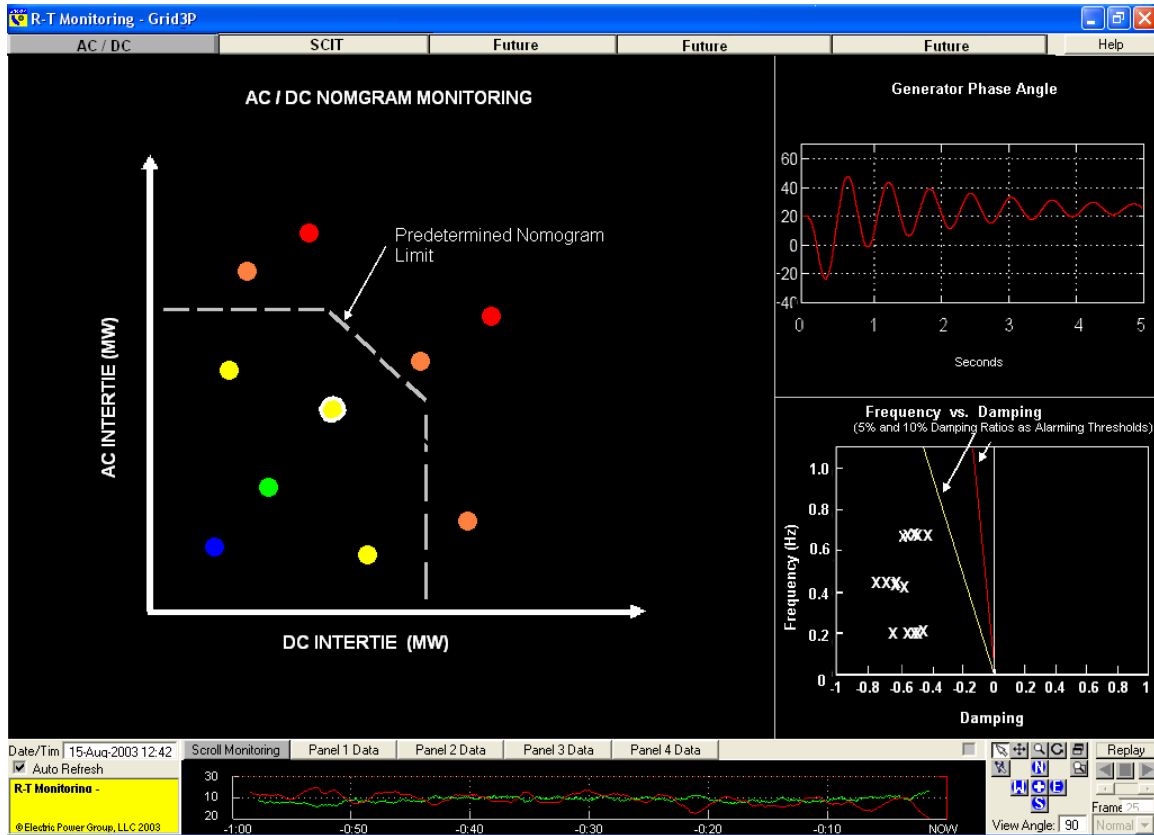 R-T Monitoring - Grid3P
AC / DC
SCIT
Future
Future
Future
Help
AC / DC NOMGRAM MONITORING
Predetermined Nomogram
Limit
AC INTERTIE (MW)
DC INTERTIE (MW)
Generator Phase Angle
60
40
20
0
-20
-40
0 1 2 3 4 5
Seconds
Frequency vs. Damping
(5% and 10% Damping Ratios as Alarmiing Thresholds)
Frequency (Hz)
1.0
0.8
0.6
0.4
0.2
0
-1 -0.8 -0.6 -0.4 -0.2 0 0.2 0.4 0.6 0.8 1
Damping
Date/Tim 15-Aug-2003 12:42
Auto Refresh
R-T Monitoring -
© Electric Power Group, LLC 2003
Scroll Monitoring
Panel 1 Data
Panel 2 Data
Panel 3 Data
Panel 4 Data
30
10
20
-1:00 -0:50 -0:40 -0:30 -0:20 -0:10 NOW
N
W E
S
View Angle: 90
Replay
Frame 25
Normal